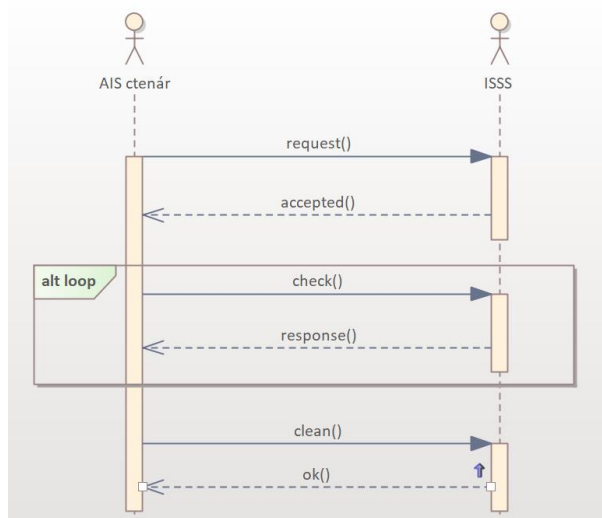 AIS ctenár
ISSS
request()
accepted()
alt loop
check()
response()
clean()
ok()